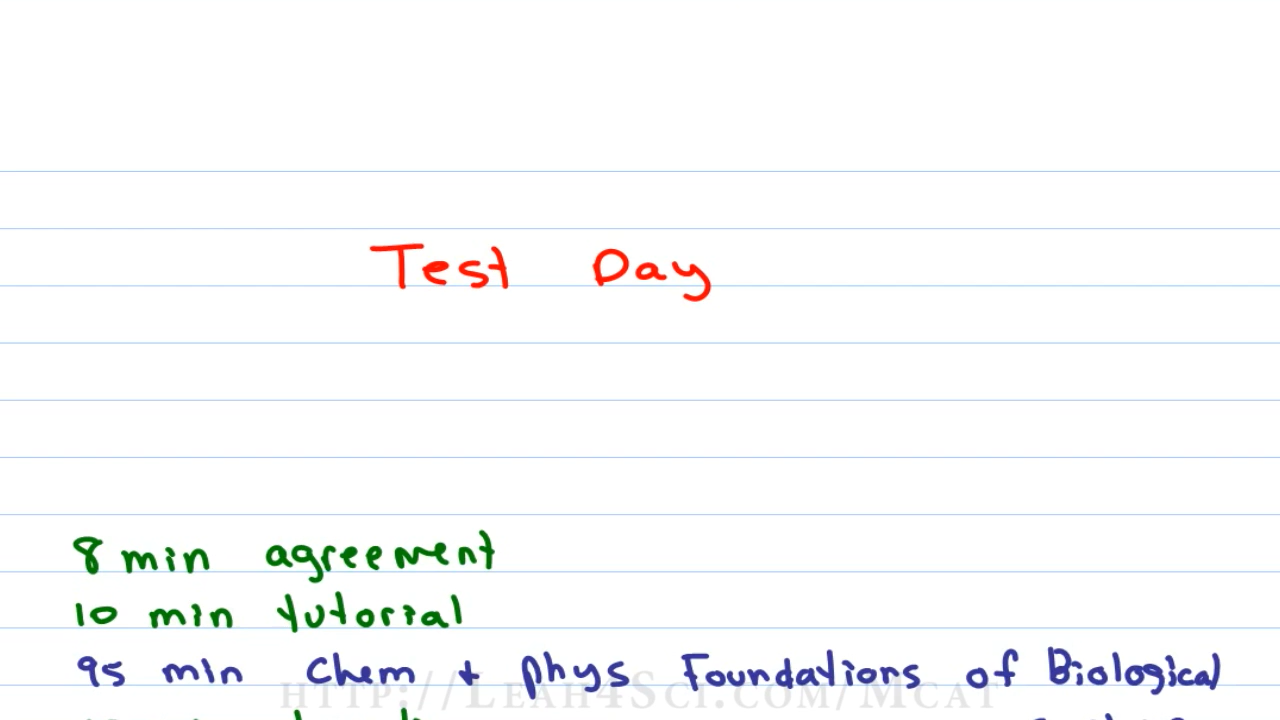 Test Day
8 min agreement
10 min tutorial
95 min Chem + phys Foundations of Biological
http://Leah4Sci.com/Mcat